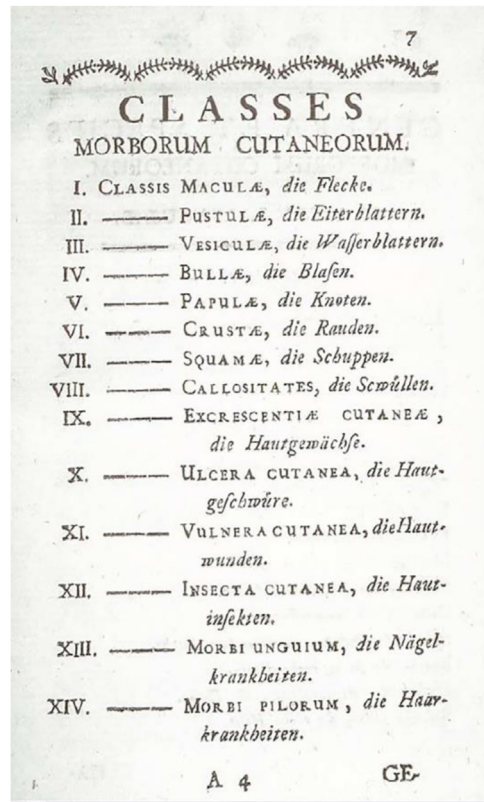 7
CLASSES
MORBORUM CUTANEORUM.
I. CLASSIS MACULÆ, die Flecke.
II. ——— PUSTULÆ, die Eiterblattern.
III. ——— VESICULÆ, die Waſſerblattern.
IV. ——— BULLÆ, die Blaſen.
V. ——— PAPULÆ, die Knoten.
VI. ——— CRUSTÆ, die Rauden.
VII. ——— SQUAMÆ, die Schuppen.
VIII. ——— CALLOSITATES, die Scwůllen.
IX. ——— EXCRESCENTIÆ CUTANEÆ,
die Hautgewächſe.
X. ——— ULCERA CUTANEA, die Haut-
geſchwůre.
XI. ——— VULNERA CUTANEA, die Haut-
wunden.
XII. ——— INSECTA CUTANEA, die Haut-
inſekten.
XIII. ——— MORBI UNGUIUM, die Någel-
krankheiten.
XIV. ——— MORBI PILORUM, die Haar-
krankheiten.
A 4 GE-